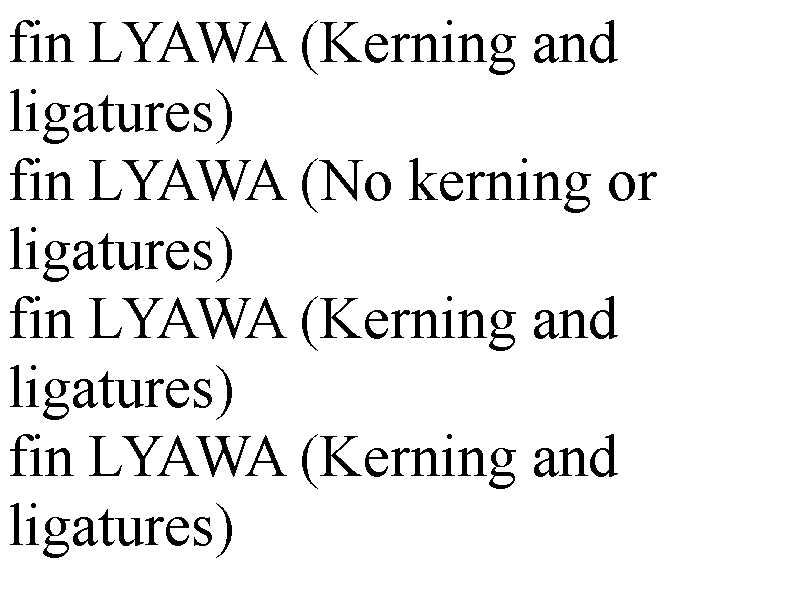 fin LYAWA (Kerning and
ligatures)
fin LYAWA (No kerning or
ligatures)
fin LYAWA (Kerning and
ligatures)
fin LYAWA (Kerning and
ligatures)